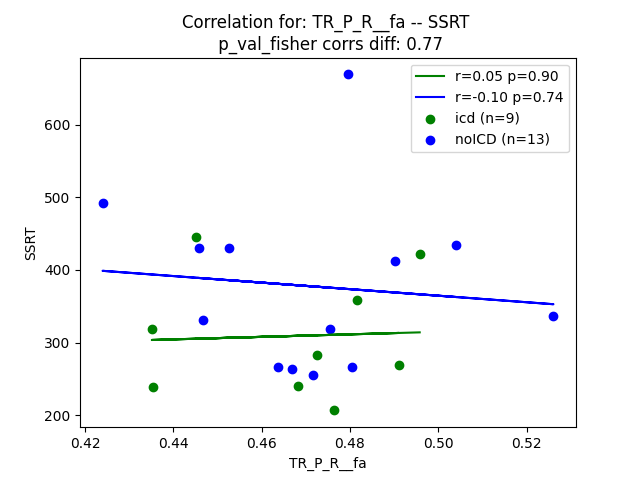 Correlation for: TR_P_R__fa -- SSRT
p_val_fisher corrs diff: 0.77
r=0.05 p=0.90
r=-0.10 p=0.74
icd (n=9)
noICD (n=13)
600
500
400
300
200
SSRT
0.42 0.44 0.46 0.48 0.50 0.52
TR_P_R__fa